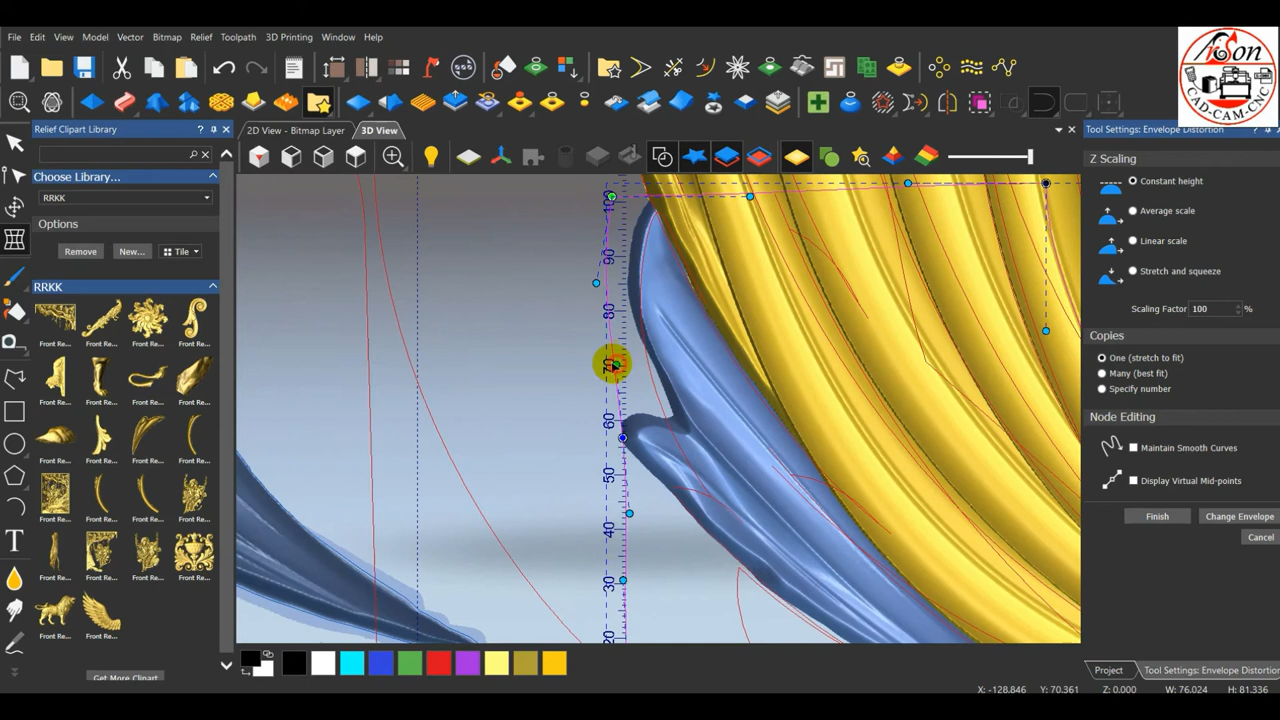 File Edit View Model Vector Bitmap Relief Toolpath 3D Printing Window Help
ArSon
CAD-CAM-CNC
Relief Clipart Library
2D View - Bitmap Layer
3D View
Tool Settings: Envelope Distortion
Choose Library...
RRKK
Options
Remove
New...
Tile
RRKK
Front Re... Front Re... Front Re... Front Re...
Front Re... Front Re... Front Re... Front Re...
Front Re... Front Re... Front Re... Front Re...
Front Re... Front Re... Front Re... Front Re...
Front Re... Front Re... Front Re... Front Re...
Front Re... Front Re...
Get More Clipart
100
90
80
70
60
50
40
30
20
Z Scaling
Constant height
Average scale
Linear scale
Stretch and squeeze
Scaling Factor 100 %
Copies
One (stretch to fit)
Many (best fit)
Specify number
Node Editing
Maintain Smooth Curves
Display Virtual Mid-points
Finish
Change Envelope
Cancel
Project
Tool Settings: Envelope Distortion
X: -128.846 Y: 70.361 Z: 0.000 W: 76.024 H: 81.336